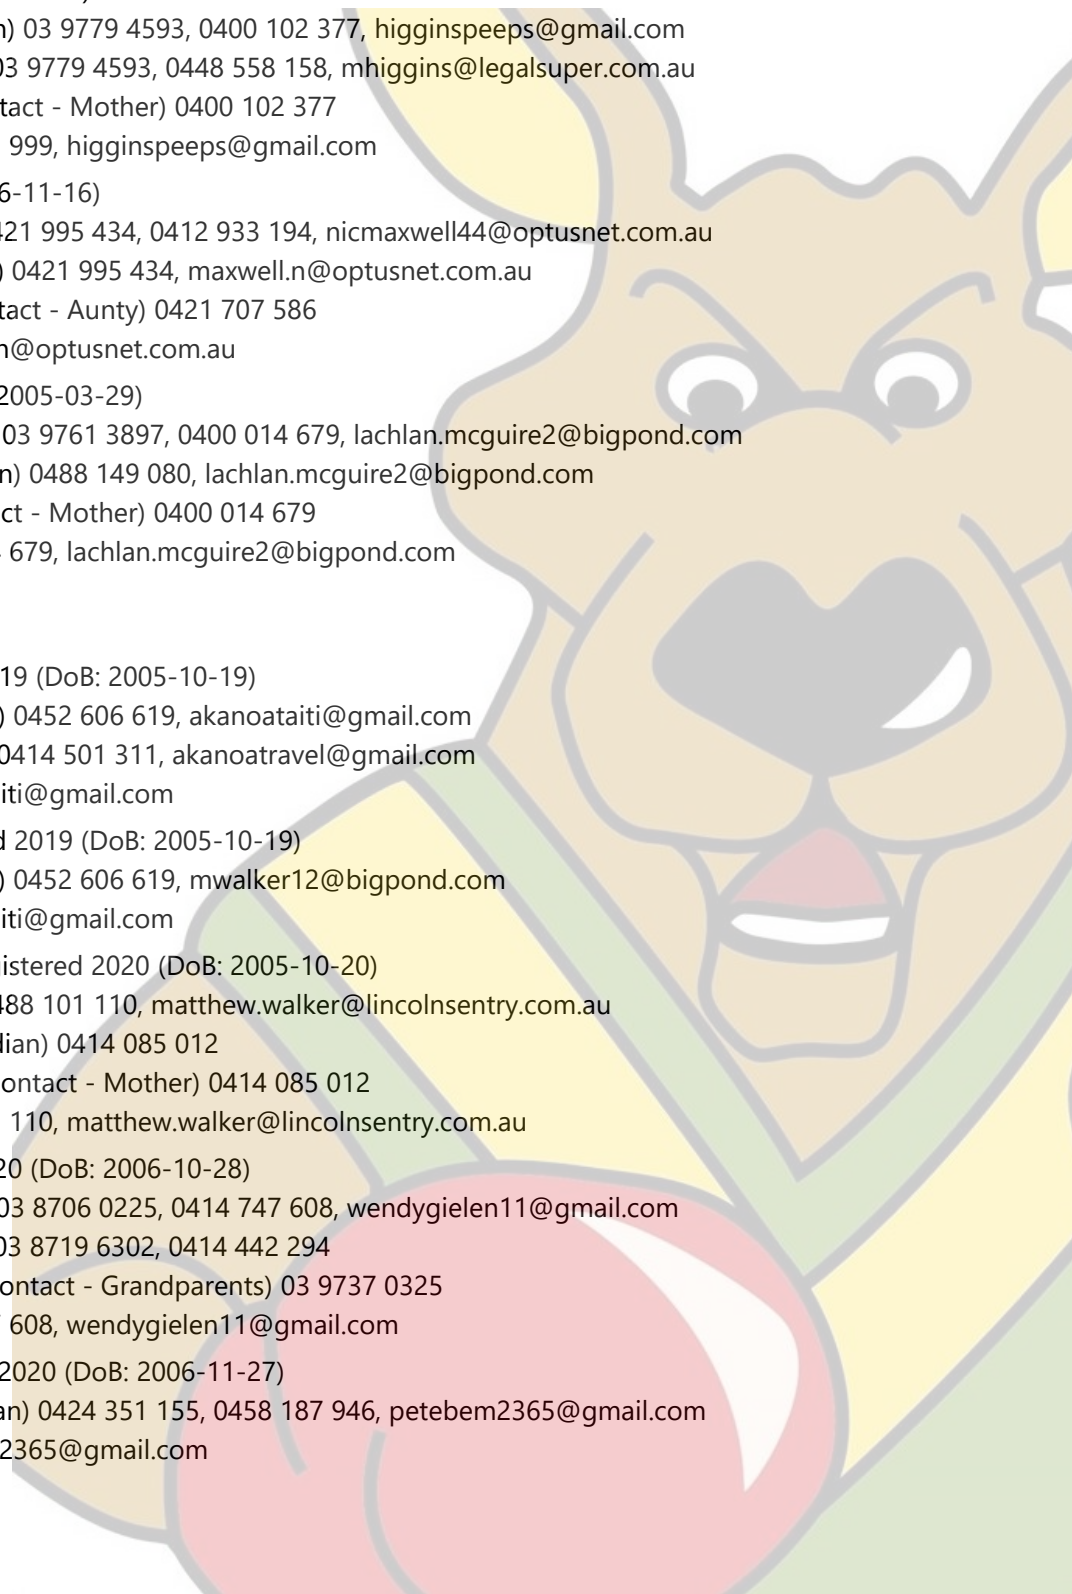 n) 03 9779 4593, 0400 102 377, higginspeeps@gmail.com
03 9779 4593, 0448 558 158, mhiggins@legalsuper.com.au
tact - Mother) 0400 102 377
999, higginspeeps@gmail.com
6-11-16)
421 995 434, 0412 933 194, nicmaxwell44@optusnet.com.au
) 0421 995 434, maxwell.n@optusnet.com.au
tact - Aunty) 0421 707 586
n@optusnet.com.au
2005-03-29)
03 9761 3897, 0400 014 679, lachlan.mcguire2@bigpond.com
n) 0488 149 080, lachlan.mcguire2@bigpond.com
ct - Mother) 0400 014 679
679, lachlan.mcguire2@bigpond.com
19 (DoB: 2005-10-19)
) 0452 606 619, akanoataiti@gmail.com
0414 501 311, akanoatravel@gmail.com
iti@gmail.com
d 2019 (DoB: 2005-10-19)
) 0452 606 619, mwalker12@bigpond.com
iti@gmail.com
istered 2020 (DoB: 2005-10-20)
488 101 110, matthew.walker@lincolnsentry.com.au
dian) 0414 085 012
ontact - Mother) 0414 085 012
110, matthew.walker@lincolnsentry.com.au
20 (DoB: 2006-10-28)
03 8706 0225, 0414 747 608, wendygielen11@gmail.com
03 8719 6302, 0414 442 294
ontact - Grandparents) 03 9737 0325
608, wendygielen11@gmail.com
2020 (DoB: 2006-11-27)
an) 0424 351 155, 0458 187 946, petebem2365@gmail.com
2365@gmail.com